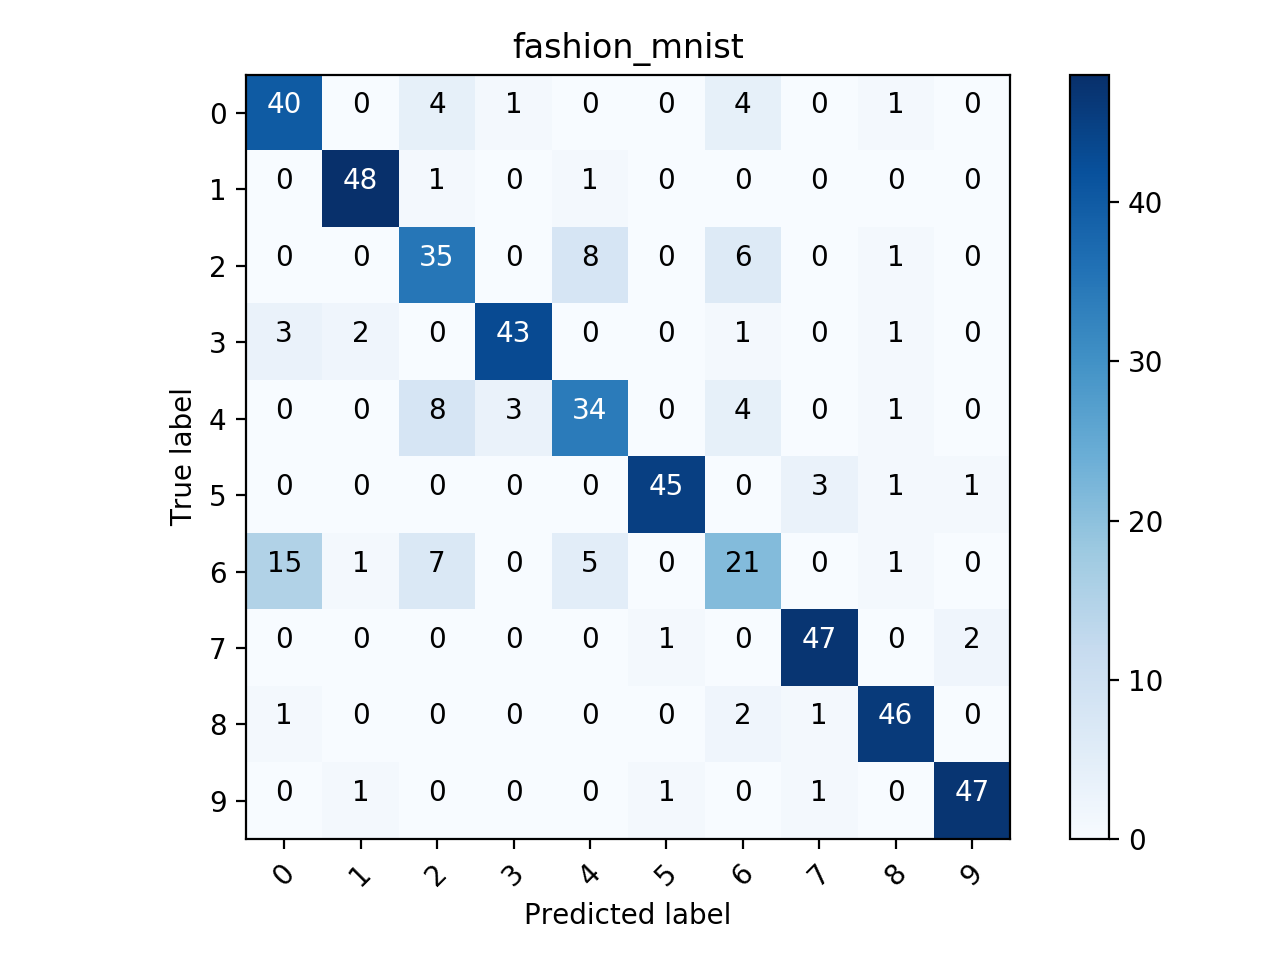 fashion_mnist
0 40 0 4 1 0 0 4 0 1 0
1 0 48 1 0 1 0 0 0 0 0
2 0 0 35 0 8 0 6 0 1 0
3 3 2 0 43 0 0 1 0 1 0
4 0 0 8 3 34 0 4 0 1 0
5 0 0 0 0 0 45 0 3 1 1
6 15 1 7 0 5 0 21 0 1 0
7 0 0 0 0 0 1 0 47 0 2
8 1 0 0 0 0 0 2 1 46 0
9 0 1 0 0 0 1 0 1 0 47
0 1 2 3 4 5 6 7 8 9
True label
Predicted label
40
30
20
10
0